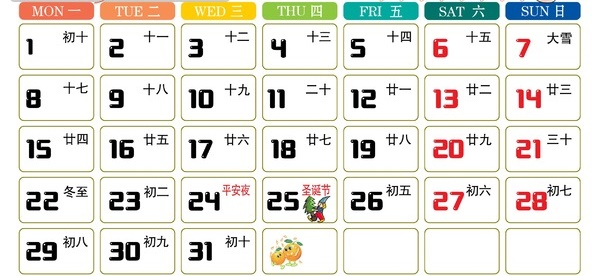 MON 一 TUE 二 WED 三 THU 四 FRI 五 SAT 六 SUN 日
1 初十 2 十一 3 十二 4 十三 5 十四 6 十五 7 大雪
8 十七 9 十八 10 十九 11 二十 12 廿一 13 廿二 14 廿三
15 廿四 16 廿五 17 廿六 18 廿七 19 廿八 20 廿九 21 三十
22 冬至 23 初二 24 平安夜 25 圣诞节 26 初五 27 初六 28 初七
29 初八 30 初九 31 初十